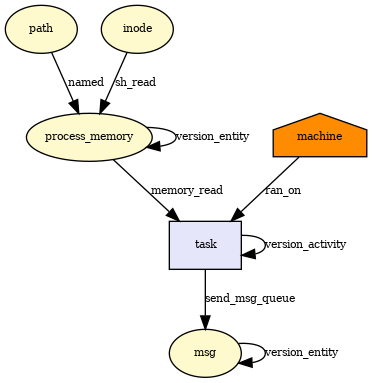 path
inode
named
sh_read
process_memory
version_entity
machine
memory_read
ran_on
task
version_activity
send_msg_queue
msg
version_entity